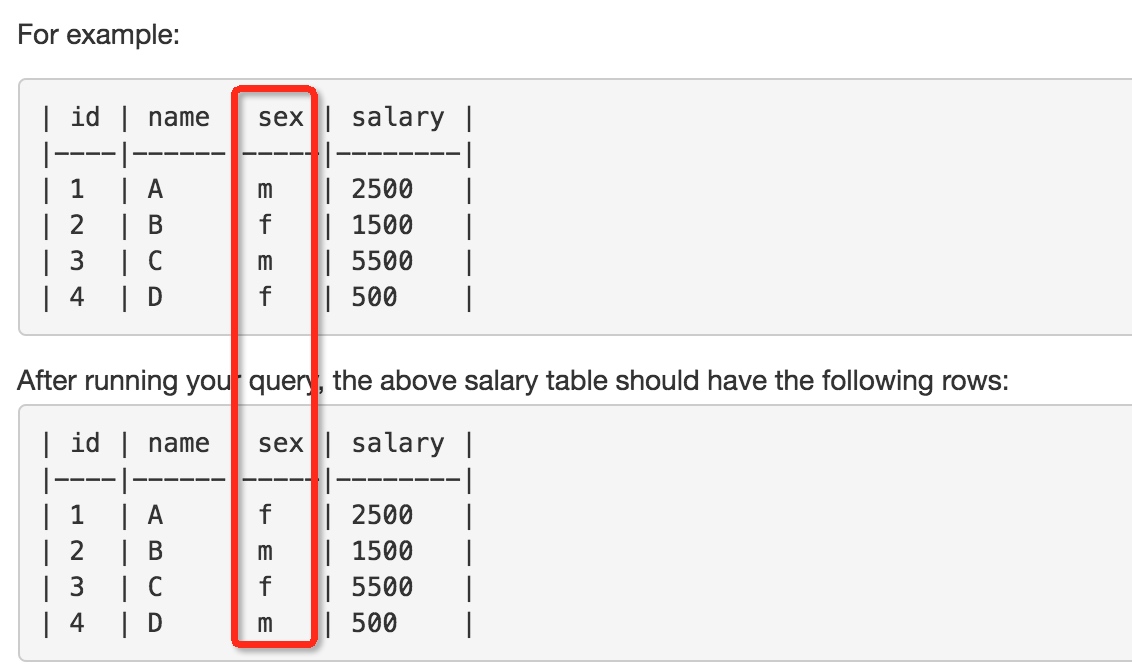 For example:
| id | name | sex | salary |
|----|------|-----|--------|
| 1 | A | m | 2500 |
| 2 | B | f | 1500 |
| 3 | C | m | 5500 |
| 4 | D | f | 500 |
After running your query, the above salary table should have the following rows:
| id | name | sex | salary |
|----|------|-----|--------|
| 1 | A | f | 2500 |
| 2 | B | m | 1500 |
| 3 | C | f | 5500 |
| 4 | D | m | 500 |